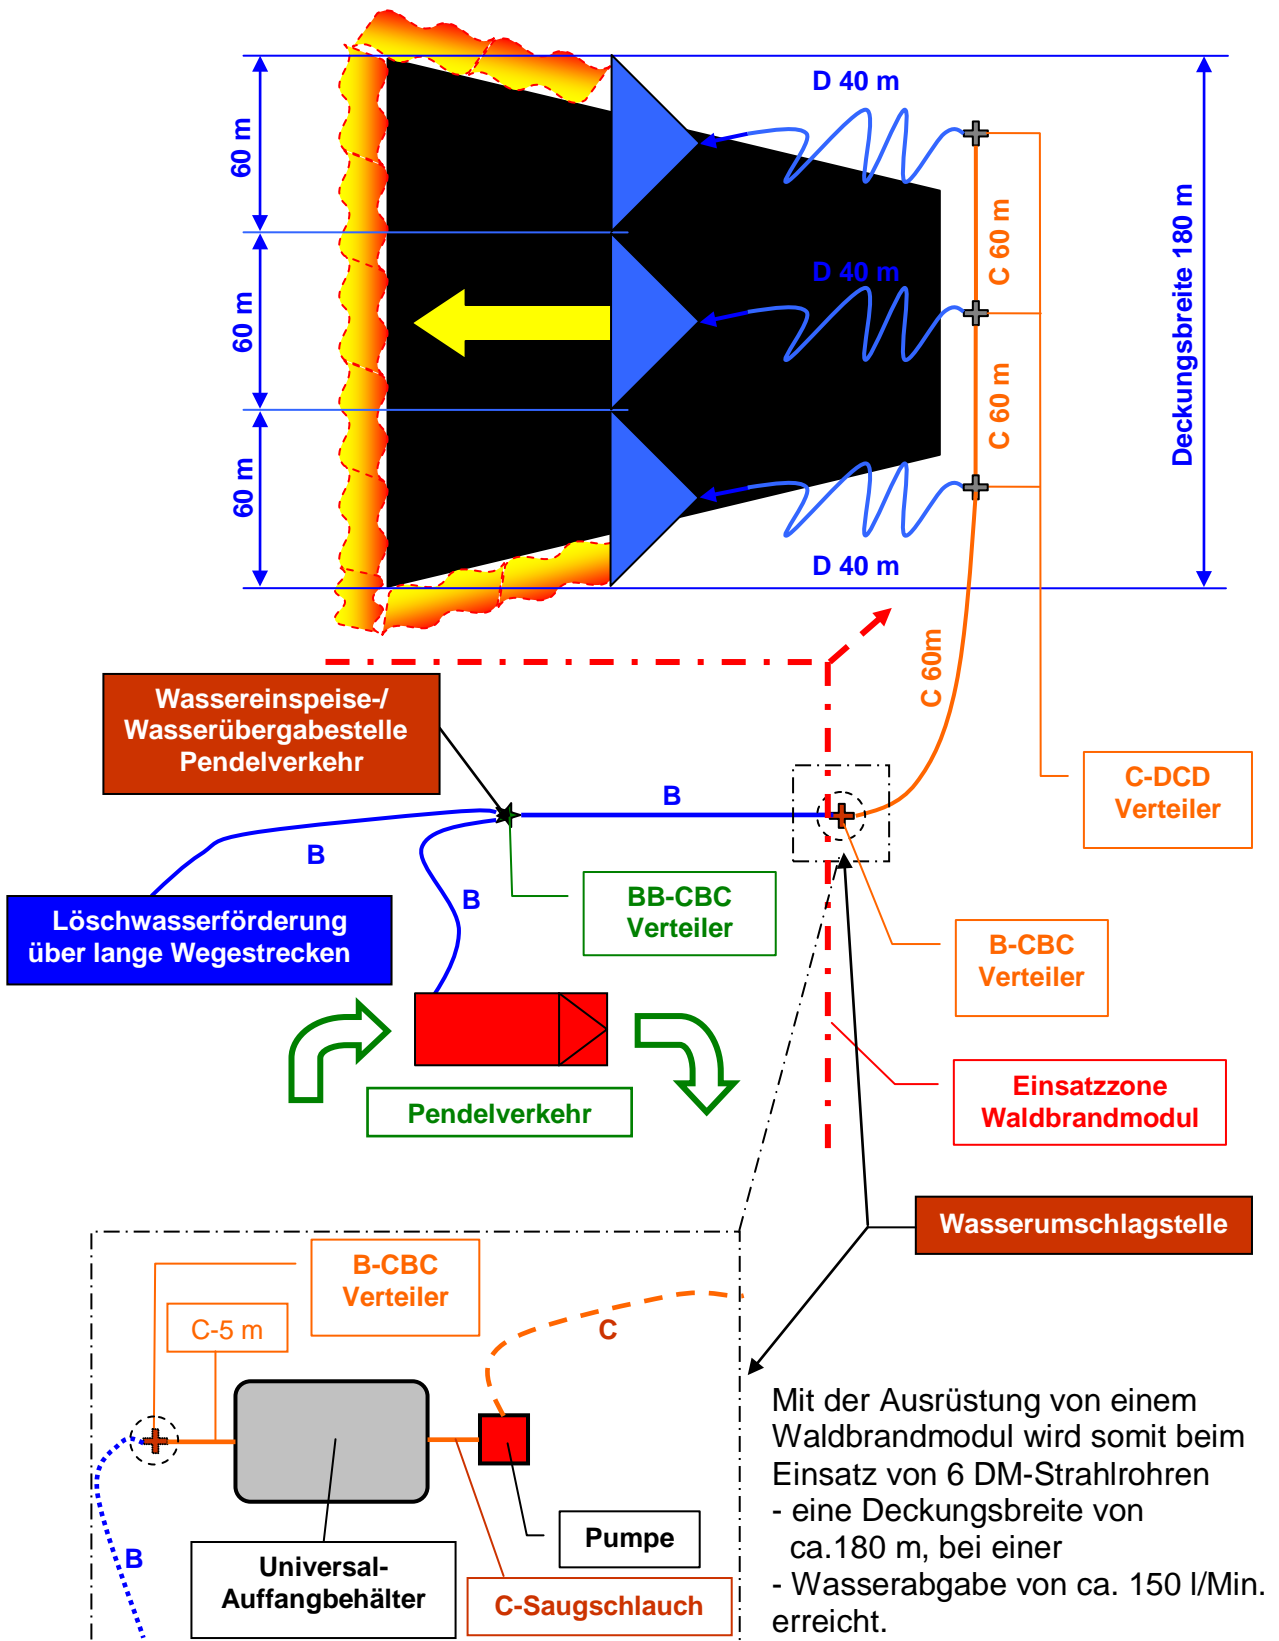 D 40 m
60 m
C 60 m
Deckungsbreite 180 m
D 40 m
60 m
C 60 m
60 m
D 40 m
C 60m
Wassereinspeise-/
Wasserübergabestelle
Pendelverkehr
C-DCD
Verteiler
B
B
B
BB-CBC
Verteiler
Löschwasserförderung
über lange Wegestrecken
B-CBC
Verteiler
Pendelverkehr
Einsatzzone
Waldbrandmodul
Wasserumschlagstelle
B-CBC
Verteiler
C-5 m
C
B
Universal-
Auffangbehälter
Pumpe
C-Saugschlauch
Mit der Ausrüstung von einem
Waldbrandmodul wird somit beim
Einsatz von 6 DM-Strahlrohren
- eine Deckungsbreite von
ca.180 m, bei einer
- Wasserabgabe von ca. 150 l/Min.
erreicht.